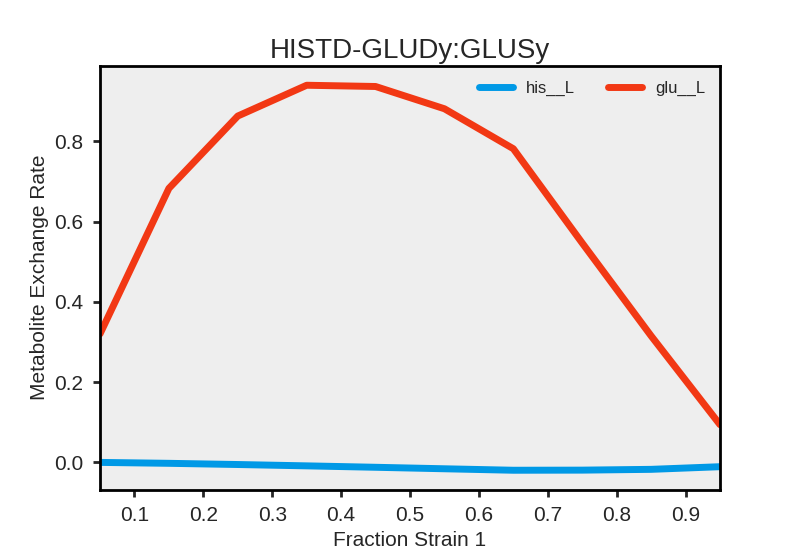 HISTD-GLUDy:GLUSy
his__L
glu__L
Metabolite Exchange Rate
0.8
0.6
0.4
0.2
0.0
0.1 0.2 0.3 0.4 0.5 0.6 0.7 0.8 0.9
Fraction Strain 1